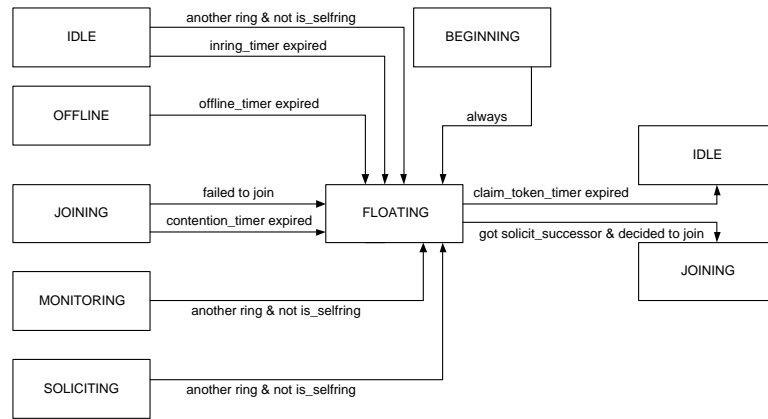 another ring & not is_selfring
IDLE
BEGINNING
inring_timer expired
OFFLINE
offline_timer expired
always
IDLE
JOINING
failed to join
FLOATING
claim_token_timer expired
contention_timer expired
got solicit_successor & decided to join
JOINING
MONITORING
another ring & not is_selfring
SOLICITING
another ring & not is_selfring